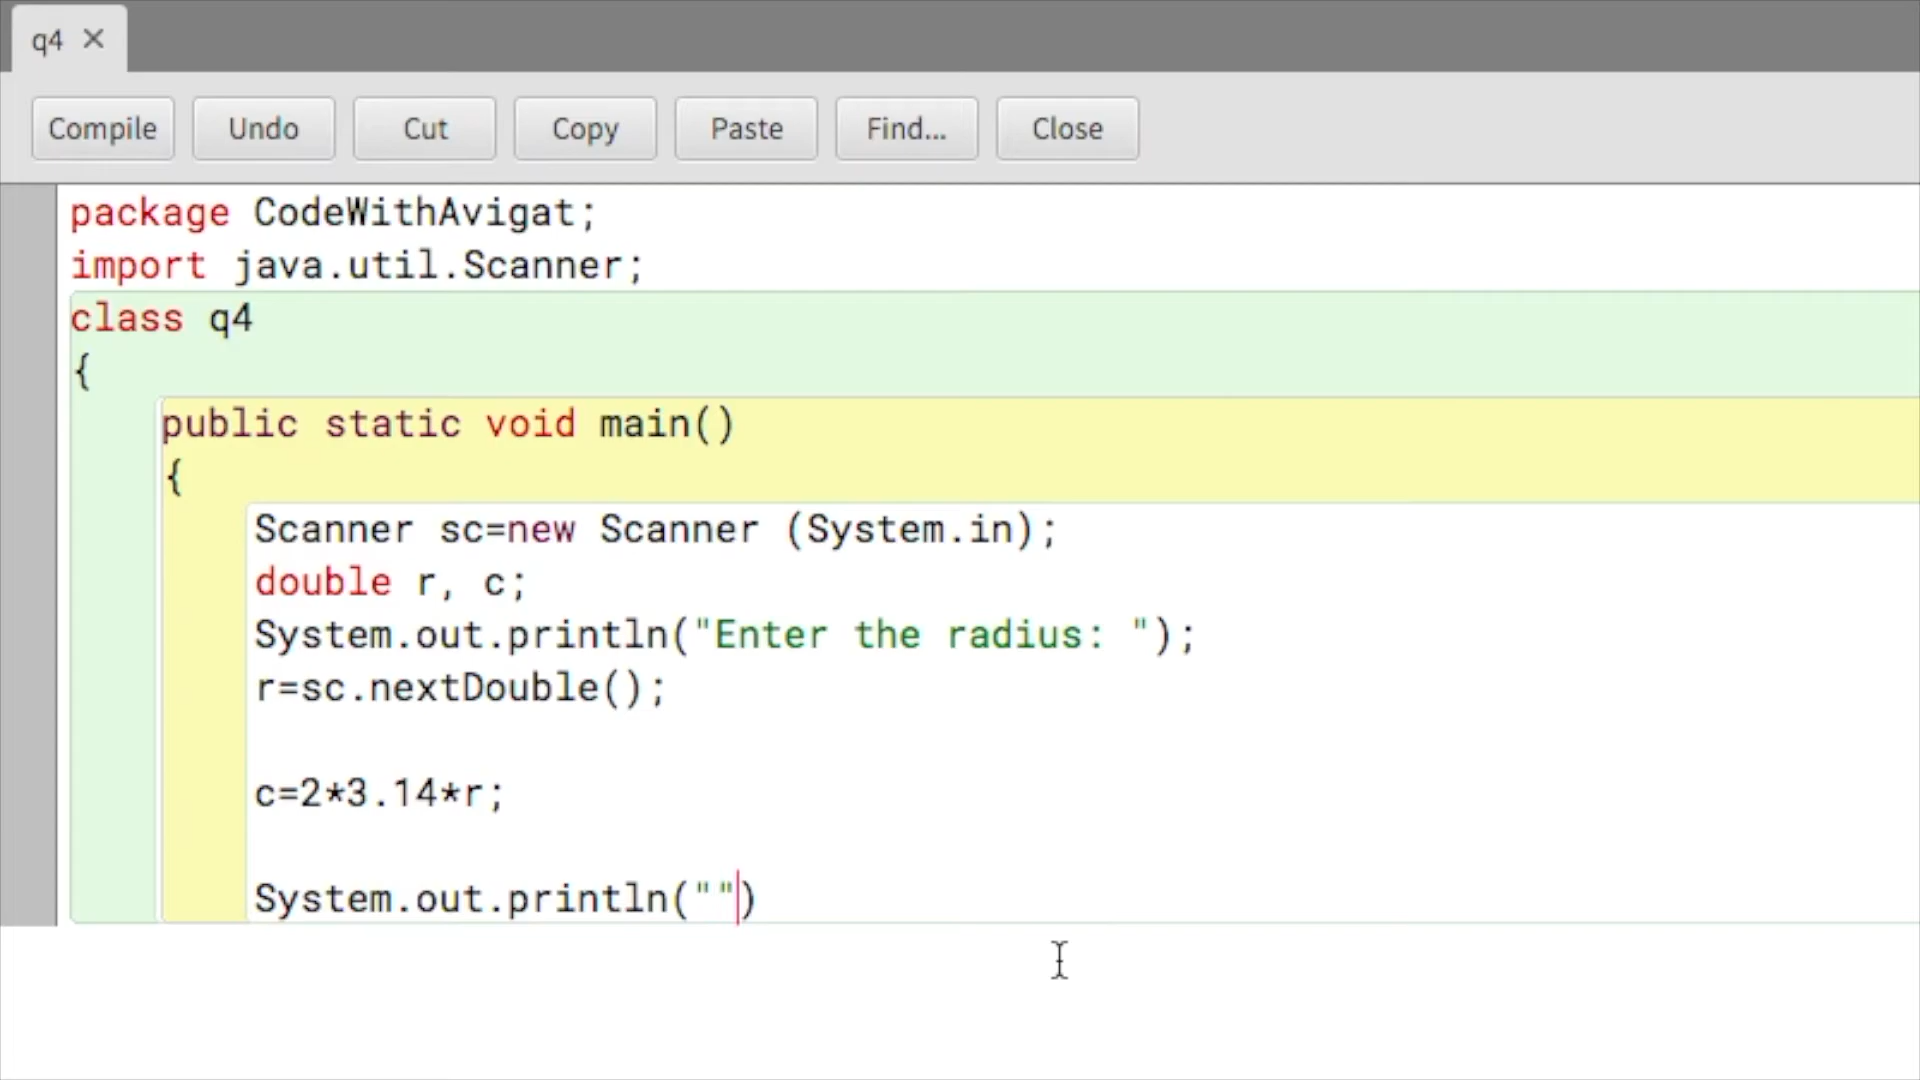 q4 ×
Compile Undo Cut Copy Paste Find... Close
package CodeWithAvigat;
import java.util.Scanner;
class q4
{
public static void main()
{
Scanner sc=new Scanner (System.in);
double r, c;
System.out.println("Enter the radius: ");
r=sc.nextDouble();
c=2*3.14*r;
System.out.println("")